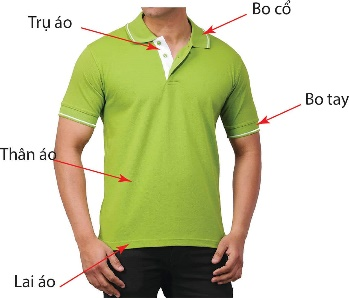 Trụ áo
Bo cổ
Bo tay
Thân áo
Lai áo